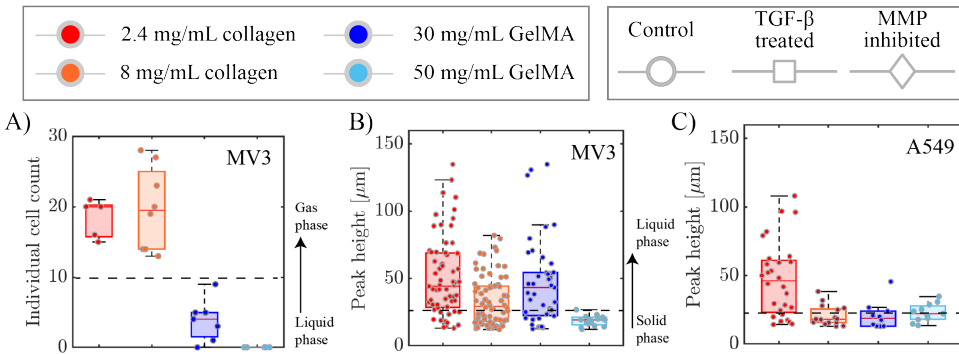 2.4 mg/mL collagen
30 mg/mL GelMA
8 mg/mL collagen
50 mg/mL GelMA
Control
TGF-β
treated
MMP
inhibited
A)
MV3
Individual cell count
30
20
10
0
Gas
phase
Liquid
phase
B)
MV3
Peak height [μm]
150
100
50
0
Liquid
phase
Solid
phase
C)
A549
Peak height [μm]
150
100
50
0